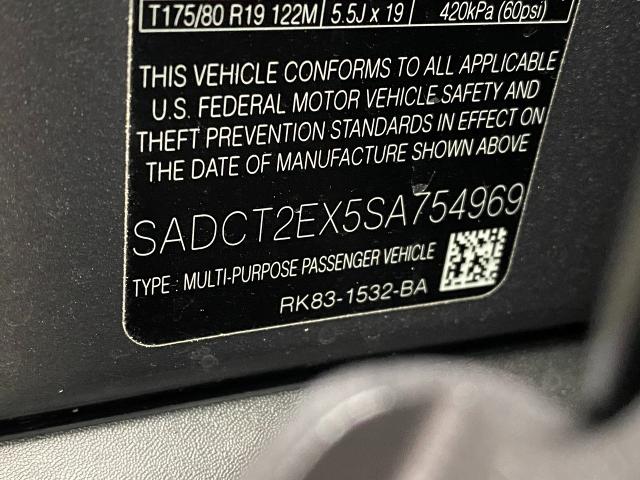 T175/80 R19 122M 5.5J x 19 420kPa (60psi)
THIS VEHICLE CONFORMS TO ALL APPLICABLE
U.S. FEDERAL MOTOR VEHICLE SAFETY AND
THEFT PREVENTION STANDARDS IN EFFECT ON
THE DATE OF MANUFACTURE SHOWN ABOVE
SADCT2EX5SA754969
TYPE : MULTI-PURPOSE PASSENGER VEHICLE
RK83-1532-BA